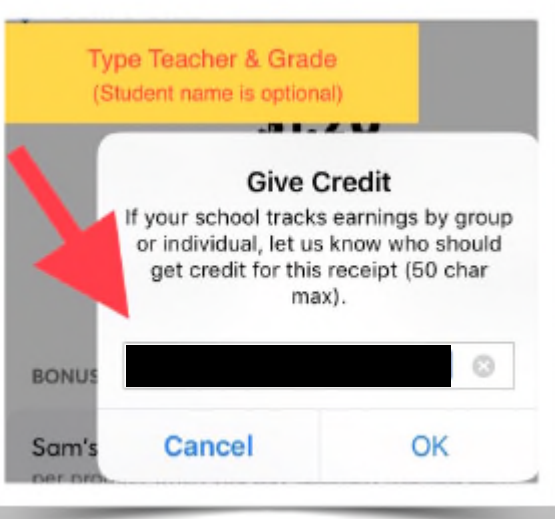 Type Teacher & Grade
(Student name is optional)
Give Credit
If your school tracks earnings by group
or individual, let us know who should
get credit for this receipt (50 char
max).
BONUS
Cancel
OK
Sam's
per